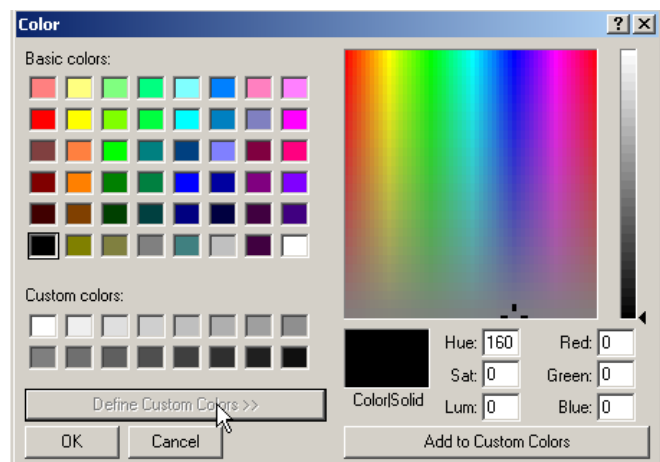 Color
Basic colors:
Custom colors:
Define Custom Colors >>
OK Cancel
Color|Solid
Hue: 160 Red: 0
Sat: 0 Green: 0
Lum: 0 Blue: 0
Add to Custom Colors